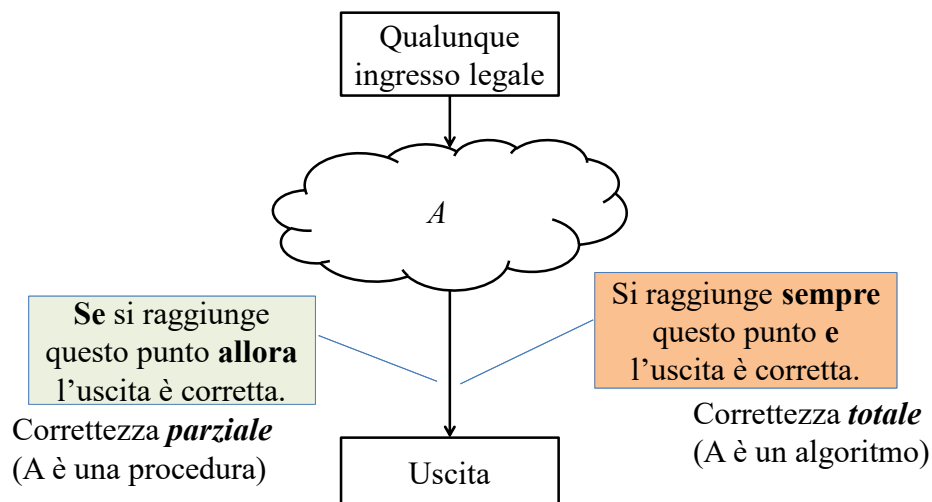 Qualunque
ingresso legale
A
Se si raggiunge
questo punto allora
l’uscita è corretta.
Correttezza parziale
(A è una procedura)
Si raggiunge sempre
questo punto e
l’uscita è corretta.
Correttezza totale
(A è un algoritmo)
Uscita